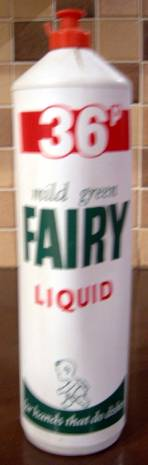 36P
mild green
FAIRY
LIQUID
for hands that do dishes